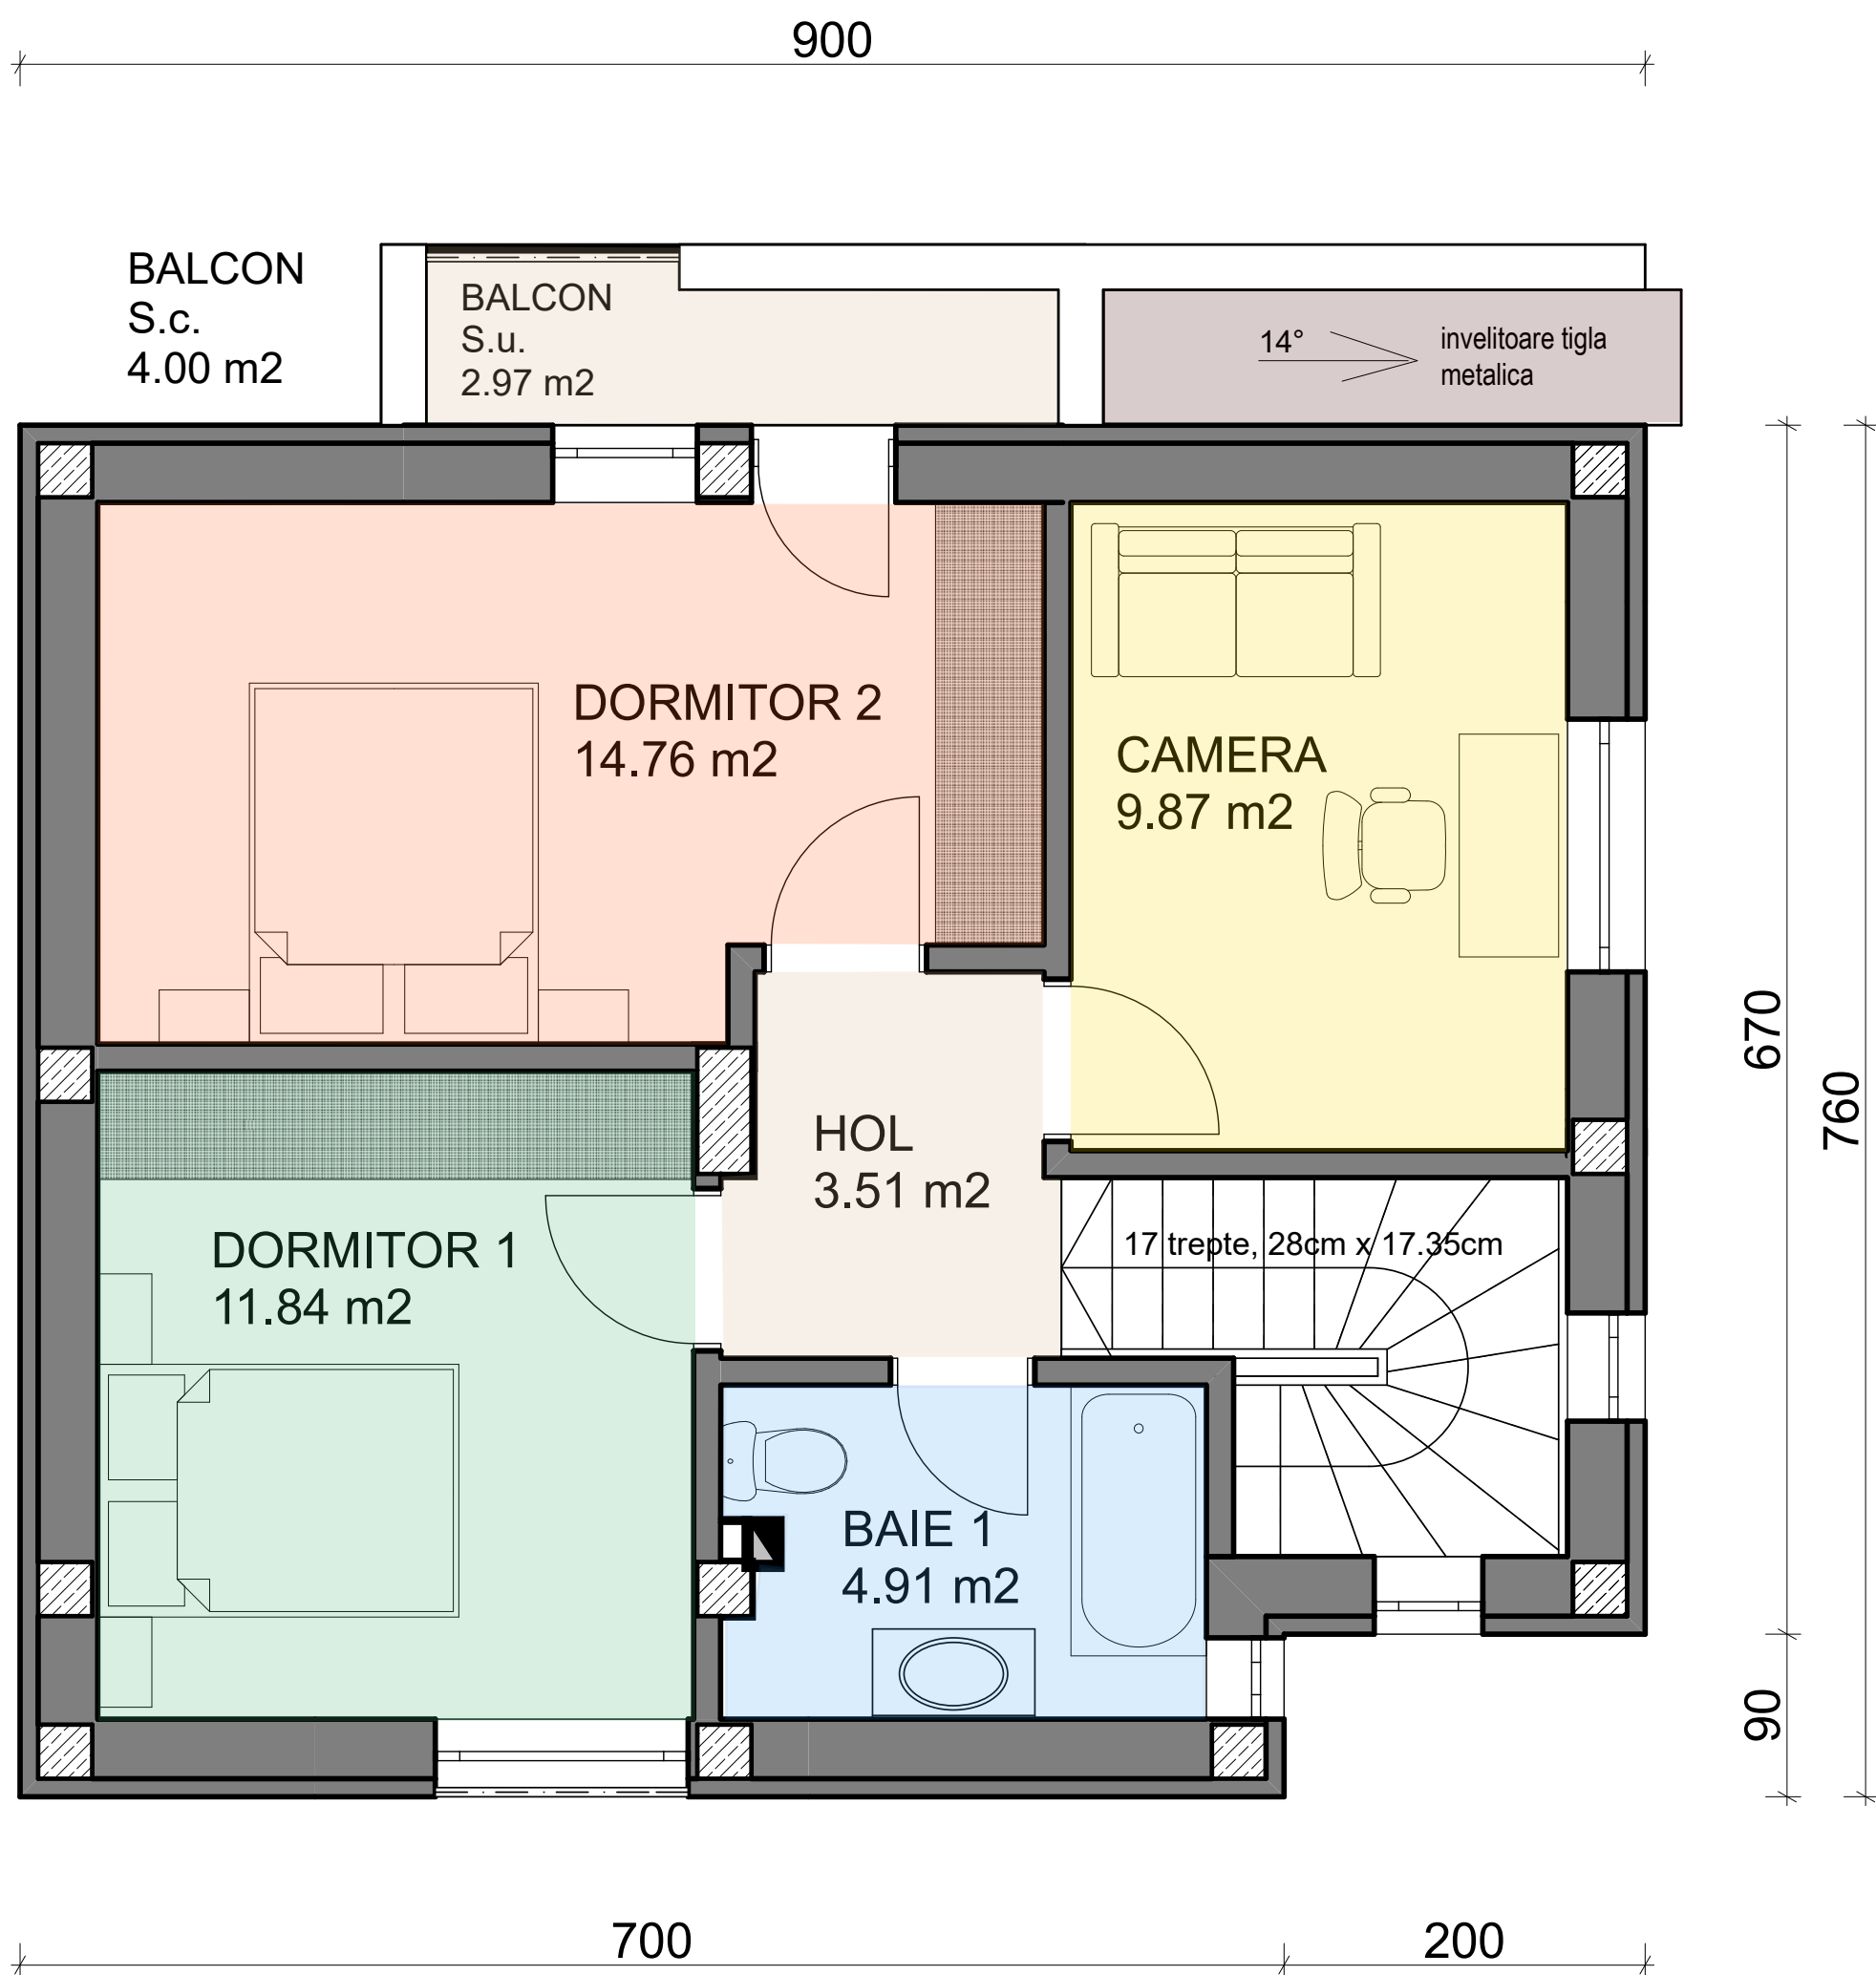 900
BALCON
S.c.
4.00 m2
BALCON
S.u.
2.97 m2
14°
invelitoare tigla
metalica
DORMITOR 2
14.76 m2
CAMERA
9.87 m2
670
760
HOL
3.51 m2
17 trepte, 28cm x 17.35cm
DORMITOR 1
11.84 m2
BAIE 1
4.91 m2
90
700
200